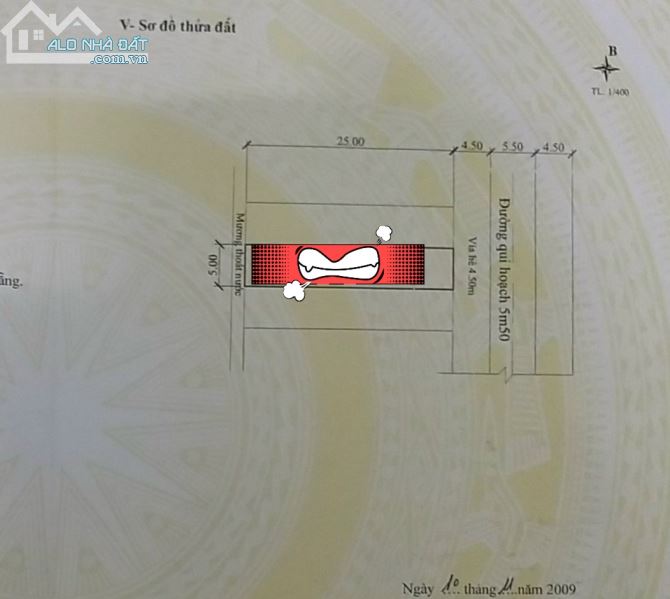 V- Sơ đồ thửa đất
ALO NHÀ ĐẤT
.com.vn
B
TL. 1/400
25.00
4.50
5.50
4.50
Mương thoát nước
5.00
Vỉa hè 4.50m
Đường qui hoạch 5m50
ẵng.
Ngày 10 tháng 11 năm 2009